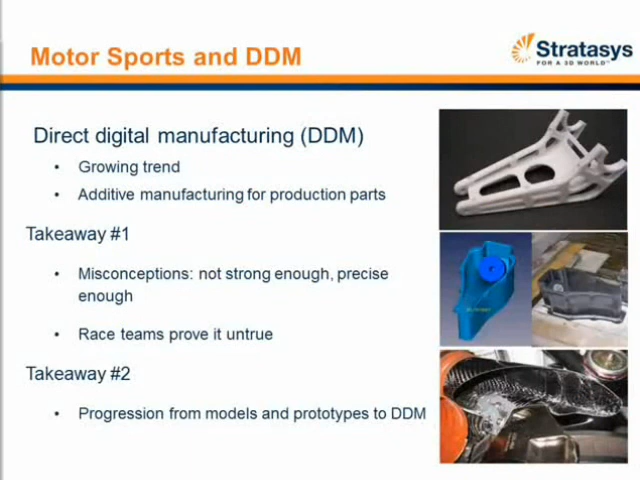 Motor Sports and DDM
Stratasys
FOR A 3D WORLD™
Direct digital manufacturing (DDM)
• Growing trend
• Additive manufacturing for production parts
Takeaway #1
• Misconceptions: not strong enough, precise
enough
• Race teams prove it untrue
Takeaway #2
• Progression from models and prototypes to DDM